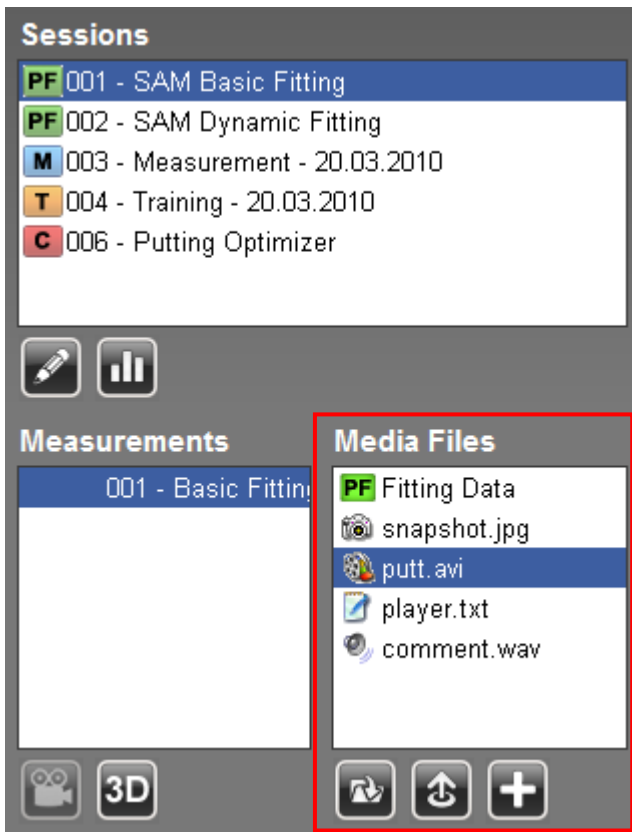 Sessions
PF 001 - SAM Basic Fitting
PF 002 - SAM Dynamic Fitting
M 003 - Measurement - 20.03.2010
T 004 - Training - 20.03.2010
C 006 - Putting Optimizer
Measurements
001 - Basic Fitting
3D
Media Files
PF Fitting Data
snapshot.jpg
putt.avi
player.txt
comment.wav